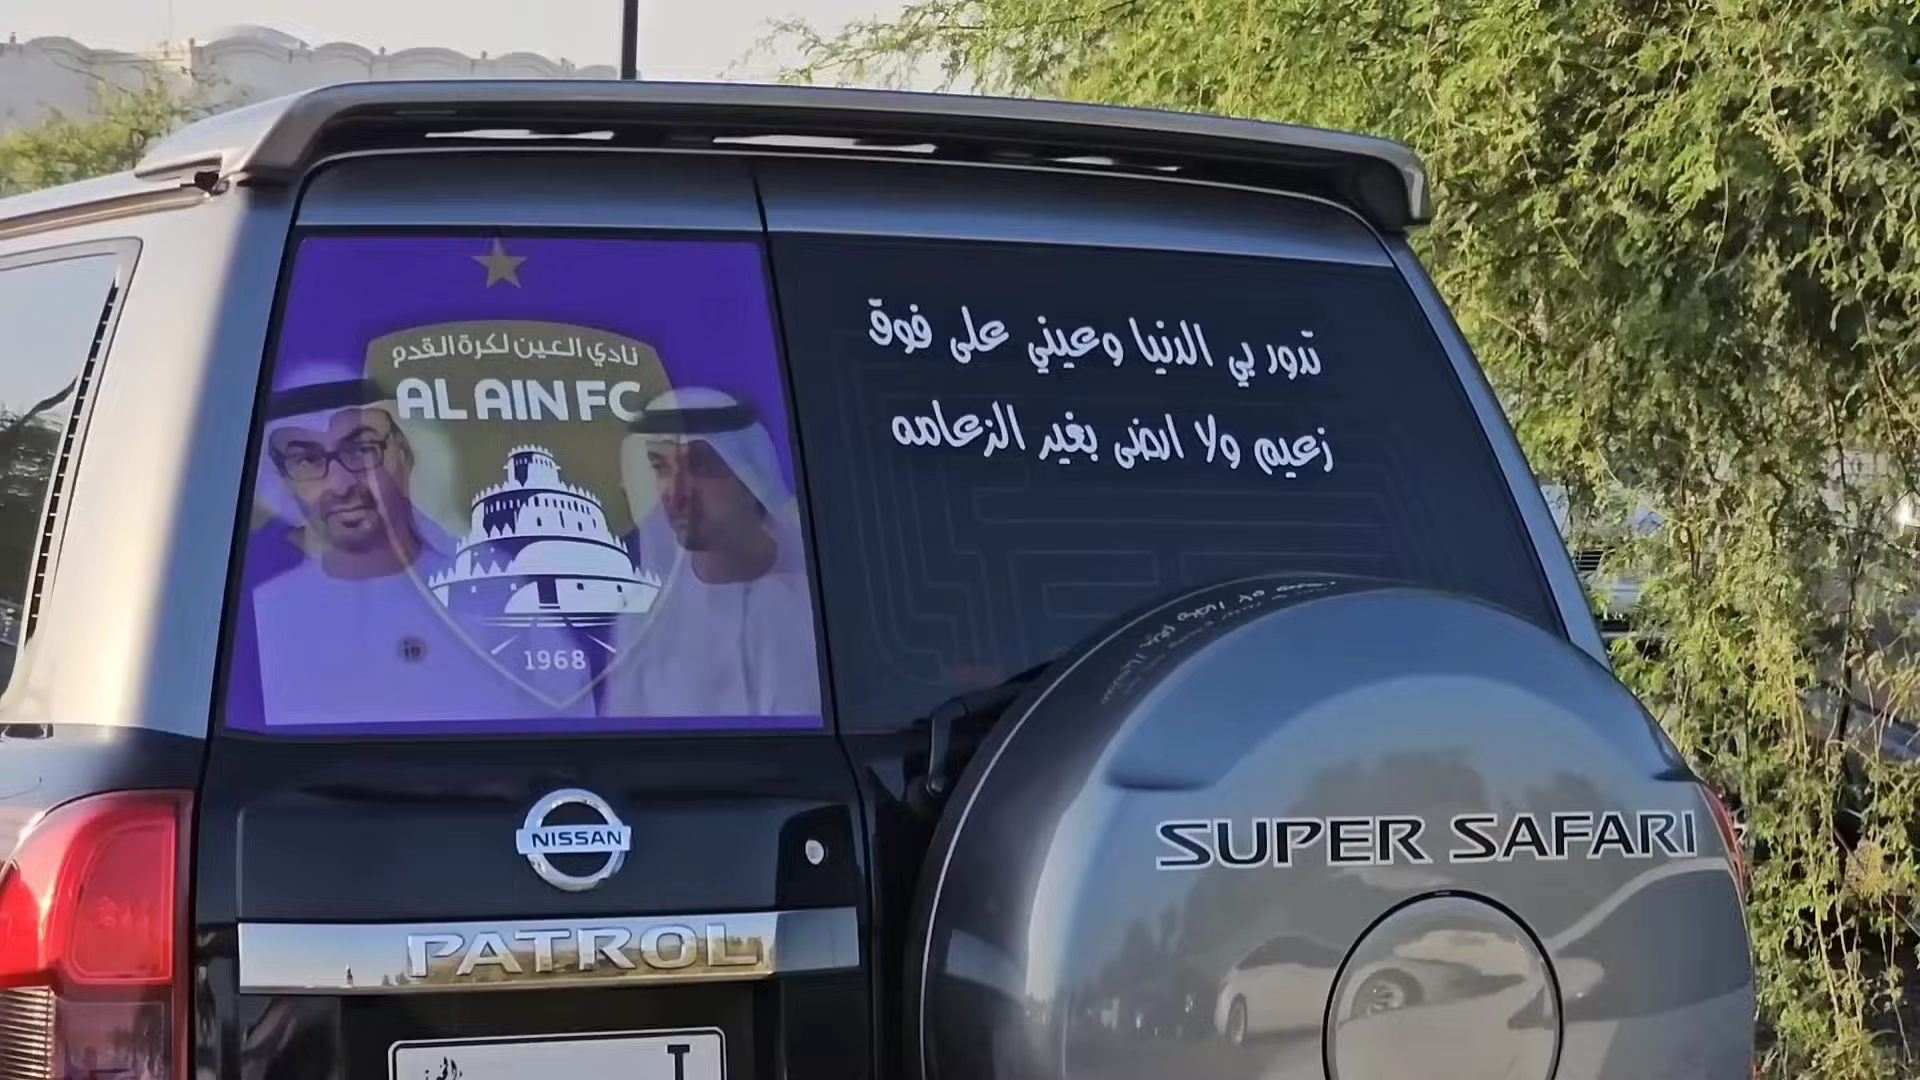 نادي العين لكرة القدم
AL AIN FC
1968
تدور بي الدنيا وعيني على فوق
زعيم ولا ارضى بغير الزعامه
NISSAN
PATROL
SUPER SAFARI
T